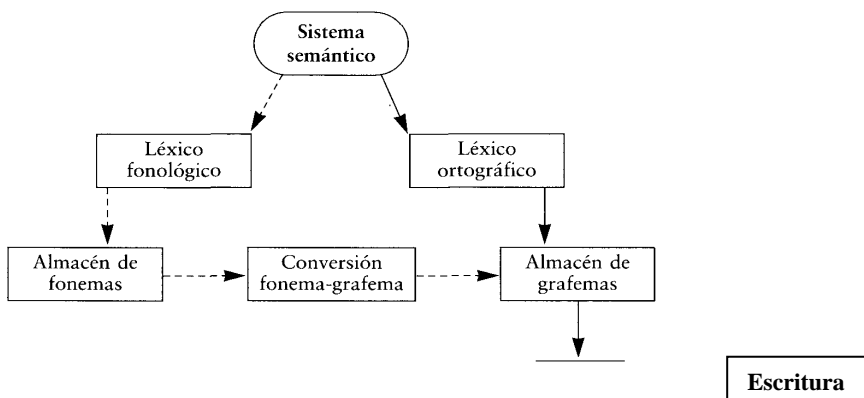 Sistema
semántico
Léxico
fonológico
Léxico
ortográfico
Almacén de
fonemas
Conversión
fonema-grafema
Almacén de
grafemas
Escritura